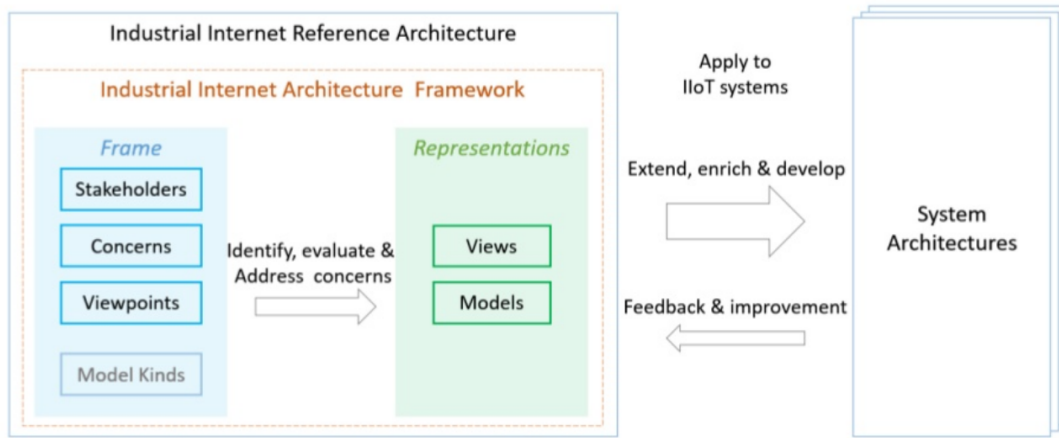 Industrial Internet Reference Architecture
Industrial Internet Architecture Framework
Frame
Stakeholders
Concerns
Viewpoints
Model Kinds
Identify, evaluate &
Address concerns
Representations
Views
Models
Apply to
IIoT systems
Extend, enrich & develop
Feedback & improvement
System
Architectures